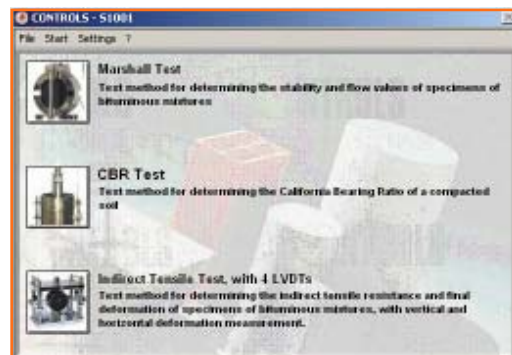 CONTROLS - S1001
File Start Settings ?
Marshall Test
Test method for determining the stability and flow values of specimens of
bituminous mixtures
CBR Test
Test method for determining the California Bearing Ratio of a compacted
soil
Indirect Tensile Test, with 4 LVDTs
Test method for determining the indirect tensile resistance and final
deformation of specimens of bituminous mixtures, with vertical and
horizontal deformation measurement.